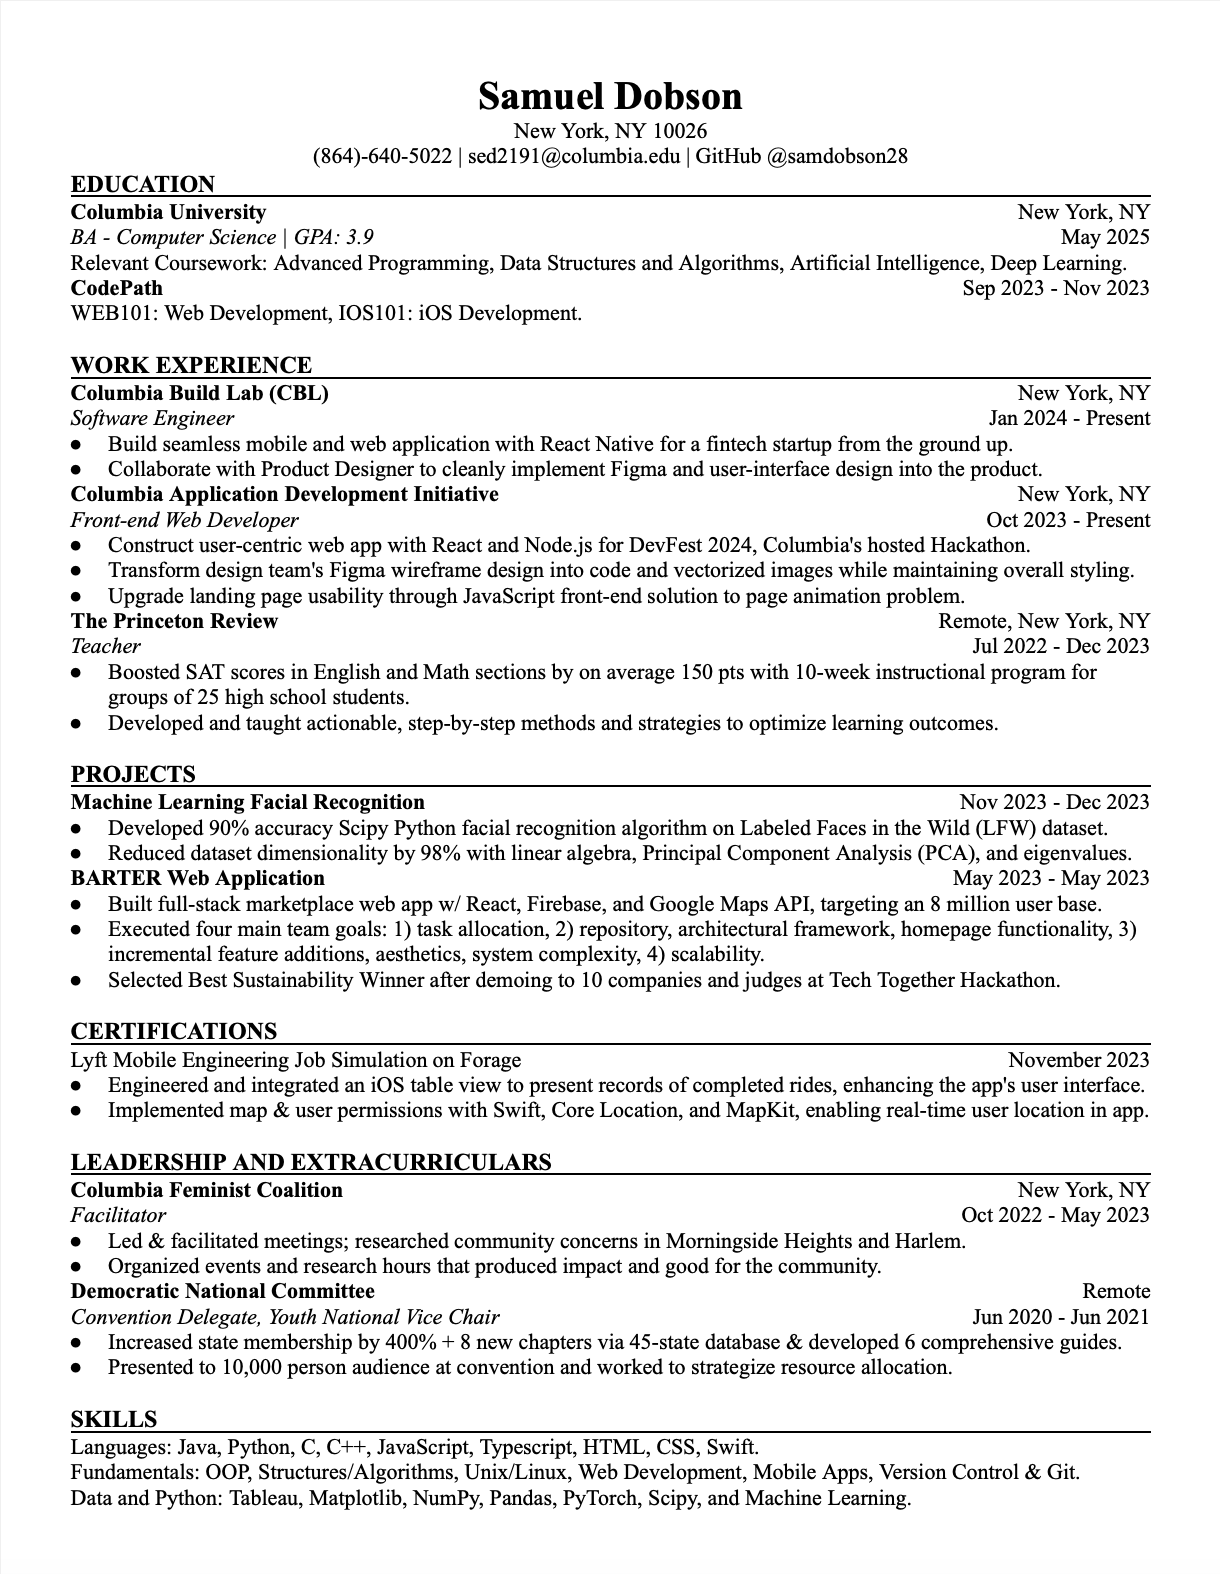 Samuel Dobson
New York, NY 10026
(864)-640-5022 | sed2191@columbia.edu | GitHub @samdobson28
EDUCATION
Columbia University New York, NY
BA - Computer Science | GPA: 3.9 May 2025
Relevant Coursework: Advanced Programming, Data Structures and Algorithms, Artificial Intelligence, Deep Learning.
CodePath Sep 2023 - Nov 2023
WEB101: Web Development, IOS101: iOS Development.
WORK EXPERIENCE
Columbia Build Lab (CBL) New York, NY
Software Engineer Jan 2024 - Present
● Build seamless mobile and web application with React Native for a fintech startup from the ground up.
● Collaborate with Product Designer to cleanly implement Figma and user-interface design into the product.
Columbia Application Development Initiative New York, NY
Front-end Web Developer Oct 2023 - Present
● Construct user-centric web app with React and Node.js for DevFest 2024, Columbia's hosted Hackathon.
● Transform design team's Figma wireframe design into code and vectorized images while maintaining overall styling.
● Upgrade landing page usability through JavaScript front-end solution to page animation problem.
The Princeton Review Remote, New York, NY
Teacher Jul 2022 - Dec 2023
● Boosted SAT scores in English and Math sections by on average 150 pts with 10-week instructional program for
groups of 25 high school students.
● Developed and taught actionable, step-by-step methods and strategies to optimize learning outcomes.
PROJECTS
Machine Learning Facial Recognition Nov 2023 - Dec 2023
● Developed 90% accuracy Scipy Python facial recognition algorithm on Labeled Faces in the Wild (LFW) dataset.
● Reduced dataset dimensionality by 98% with linear algebra, Principal Component Analysis (PCA), and eigenvalues.
BARTER Web Application May 2023 - May 2023
● Built full-stack marketplace web app w/ React, Firebase, and Google Maps API, targeting an 8 million user base.
● Executed four main team goals: 1) task allocation, 2) repository, architectural framework, homepage functionality, 3)
incremental feature additions, aesthetics, system complexity, 4) scalability.
● Selected Best Sustainability Winner after demoing to 10 companies and judges at Tech Together Hackathon.
CERTIFICATIONS
Lyft Mobile Engineering Job Simulation on Forage November 2023
● Engineered and integrated an iOS table view to present records of completed rides, enhancing the app's user interface.
● Implemented map & user permissions with Swift, Core Location, and MapKit, enabling real-time user location in app.
LEADERSHIP AND EXTRACURRICULARS
Columbia Feminist Coalition New York, NY
Facilitator Oct 2022 - May 2023
● Led & facilitated meetings; researched community concerns in Morningside Heights and Harlem.
● Organized events and research hours that produced impact and good for the community.
Democratic National Committee Remote
Convention Delegate, Youth National Vice Chair Jun 2020 - Jun 2021
● Increased state membership by 400% + 8 new chapters via 45-state database & developed 6 comprehensive guides.
● Presented to 10,000 person audience at convention and worked to strategize resource allocation.
SKILLS
Languages: Java, Python, C, C++, JavaScript, Typescript, HTML, CSS, Swift.
Fundamentals: OOP, Structures/Algorithms, Unix/Linux, Web Development, Mobile Apps, Version Control & Git.
Data and Python: Tableau, Matplotlib, NumPy, Pandas, PyTorch, Scipy, and Machine Learning.